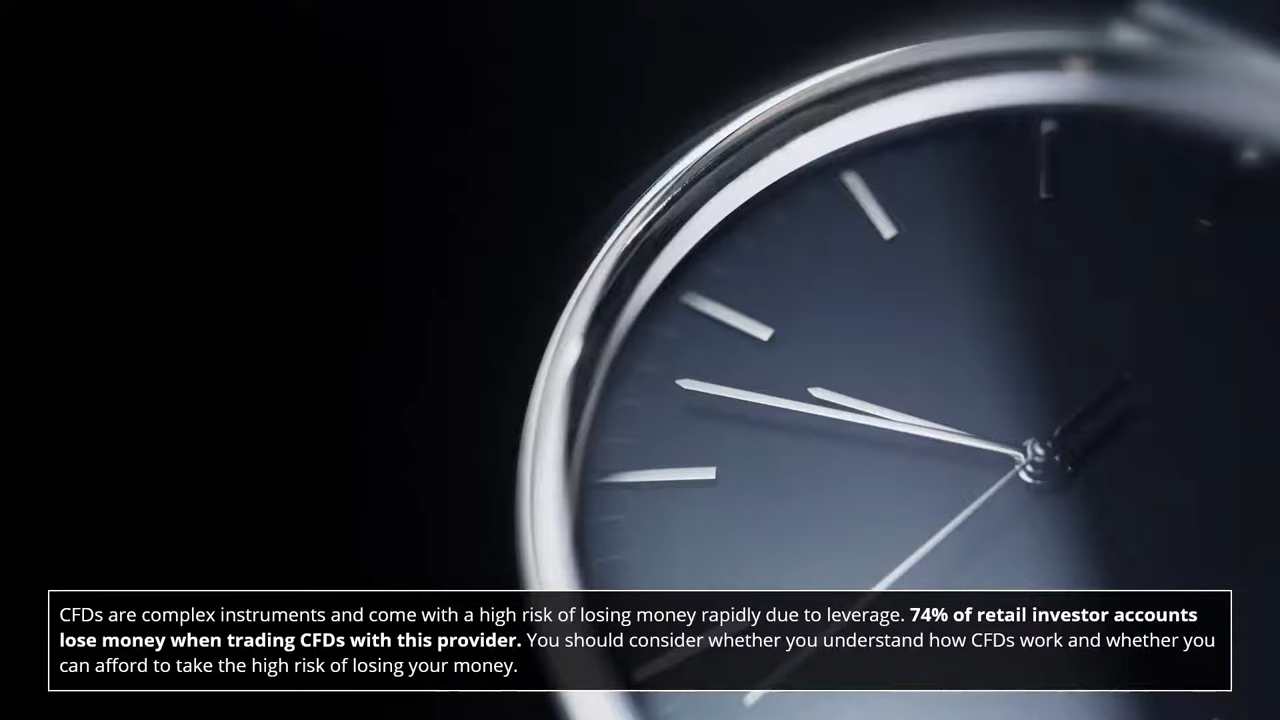 CFDs are complex instruments and come with a high risk of losing money rapidly due to leverage. 74% of retail investor accounts
lose money when trading CFDs with this provider. You should consider whether you understand how CFDs work and whether you
can afford to take the high risk of losing your money.